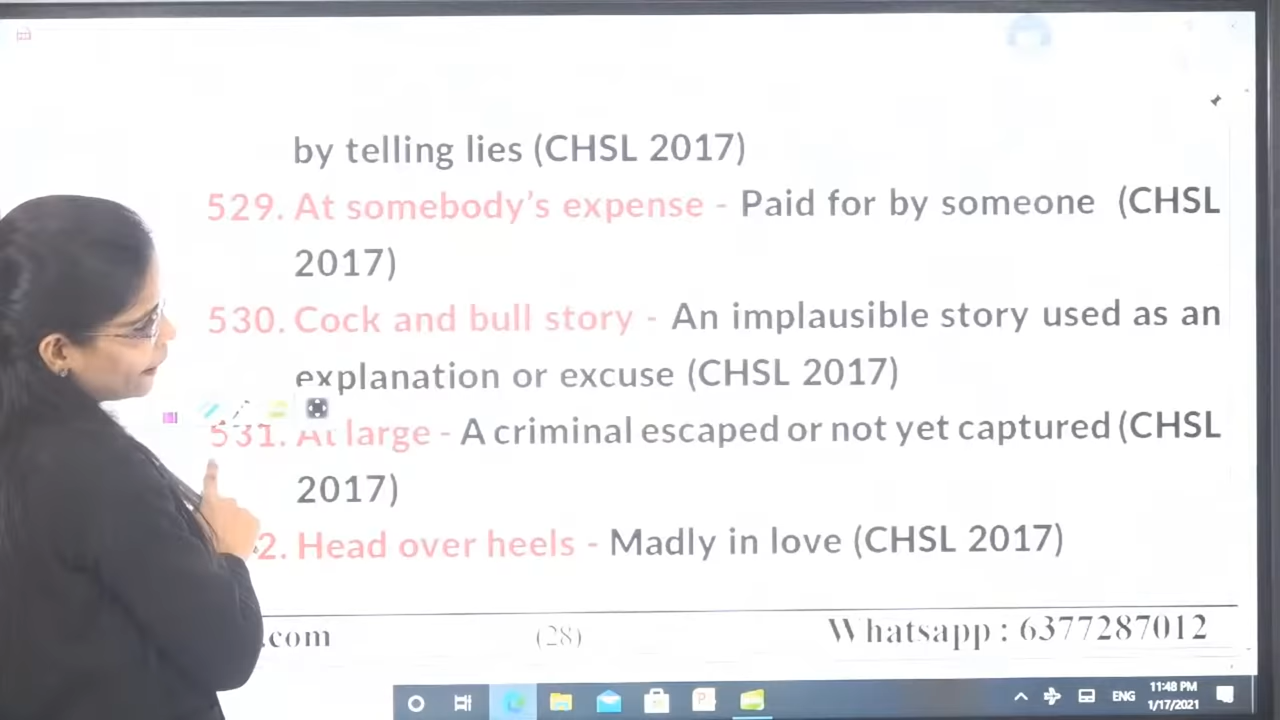 by telling lies (CHSL 2017)
529. At somebody's expense - Paid for by someone (CHSL
2017)
530. Cock and bull story - An implausible story used as an
explanation or excuse (CHSL 2017)
531. At large - A criminal escaped or not yet captured (CHSL
2017)
2. Head over heels - Madly in love (CHSL 2017)
.com (28) Whatsapp : 6377287012
ENG 11:48 PM
1/17/2021